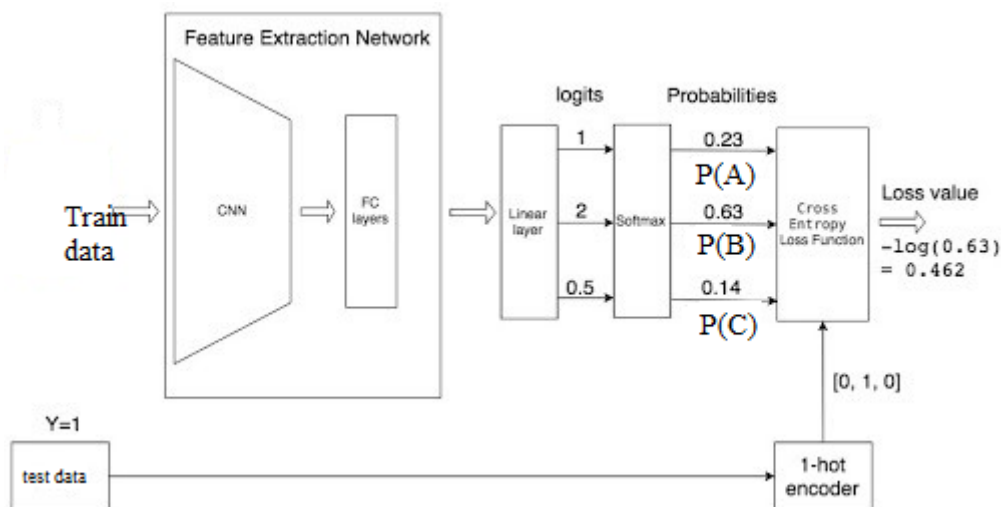 Feature Extraction Network
logits
Probabilities
Train
data
CNN
FC
layers
Linear
layer
1
2
0.5
Softmax
0.23
P(A)
0.63
P(B)
0.14
P(C)
Cross
Entropy
Loss Function
Loss value
-log(0.63)
= 0.462
[0, 1, 0]
Y=1
test data
1-hot
encoder